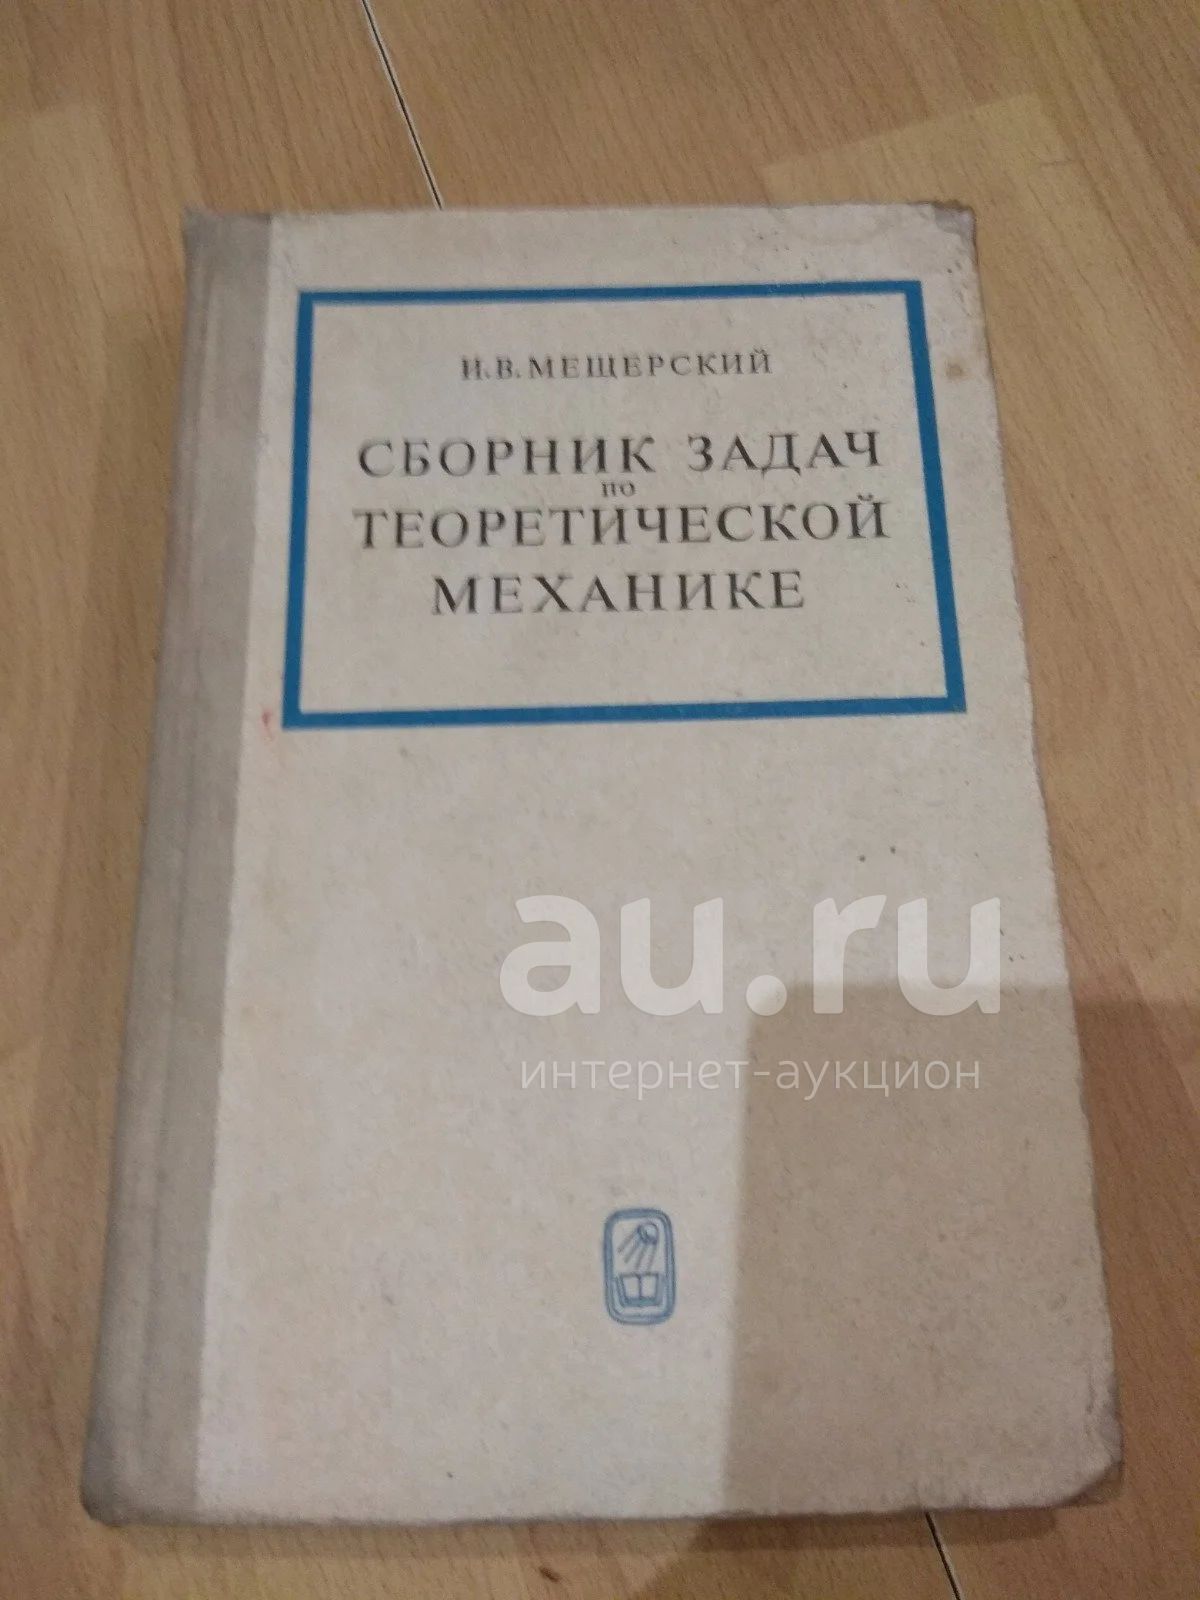 И.В.МЕЩЕРСКИЙ
СБОРНИК ЗАДАЧ
ПО
ТЕОРЕТИЧЕСКОЙ
МЕХАНИКЕ
au.ru
интернет-аукцион